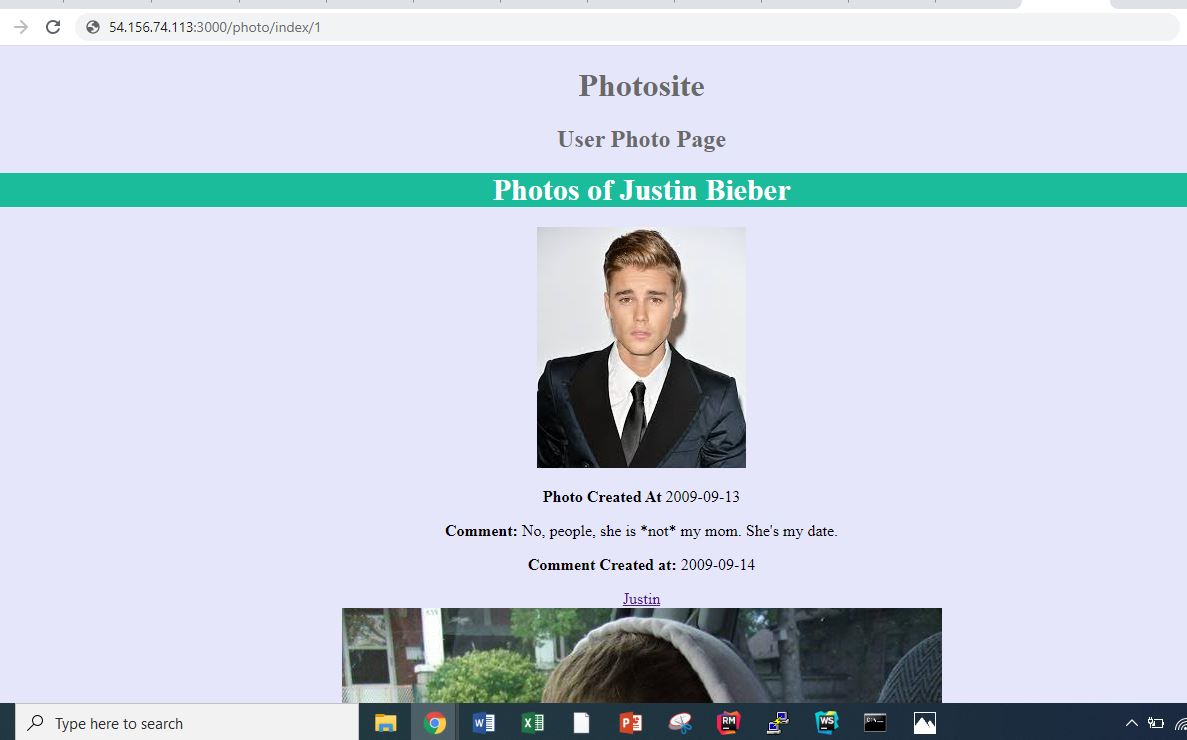 54.156.74.113:3000/photo/index/1
Photosite
User Photo Page
Photos of Justin Bieber
Photo Created At 2009-09-13
Comment: No, people, she is *not* my mom. She's my date.
Comment Created at: 2009-09-14
Justin
Type here to search
RM
WS